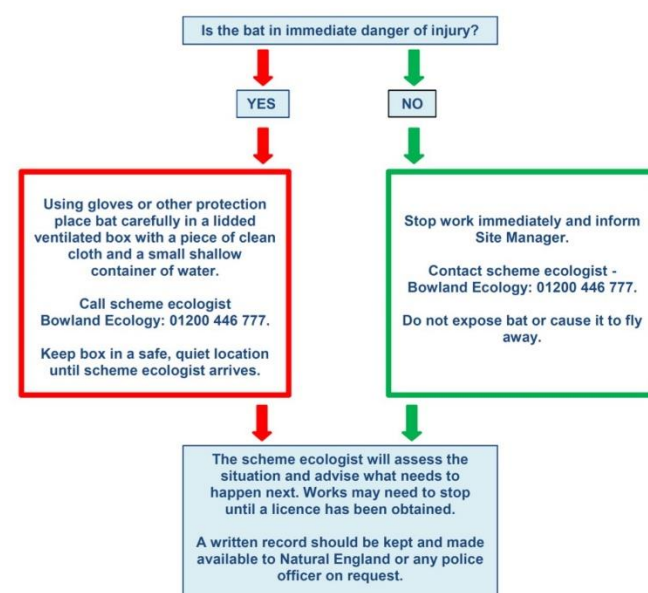 Is the bat in immediate danger of injury?
YES
NO
Using gloves or other protection
place bat carefully in a lidded
ventilated box with a piece of clean
cloth and a small shallow
container of water.
Call scheme ecologist
Bowland Ecology: 01200 446 777.
Keep box in a safe, quiet location
until scheme ecologist arrives.
Stop work immediately and inform
Site Manager.
Contact scheme ecologist -
Bowland Ecology: 01200 446 777.
Do not expose bat or cause it to fly
away.
The scheme ecologist will assess the
situation and advise what needs to
happen next. Works may need to stop
until a licence has been obtained.
A written record should be kept and made
available to Natural England or any police
officer on request.